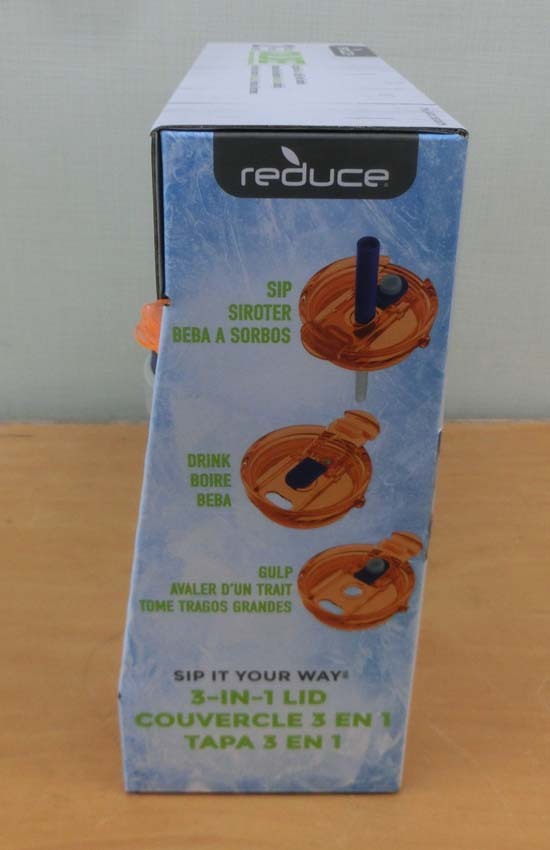 reduce
SIP
SIROTER
BEBA A SORBOS
DRINK
BOIRE
BEBA
GULP
AVALER D'UN TRAIT
TOME TRAGOS GRANDES
SIP IT YOUR WAY
3-IN-1 LID
COUVERCLE 3 EN 1
TAPA 3 EN 1